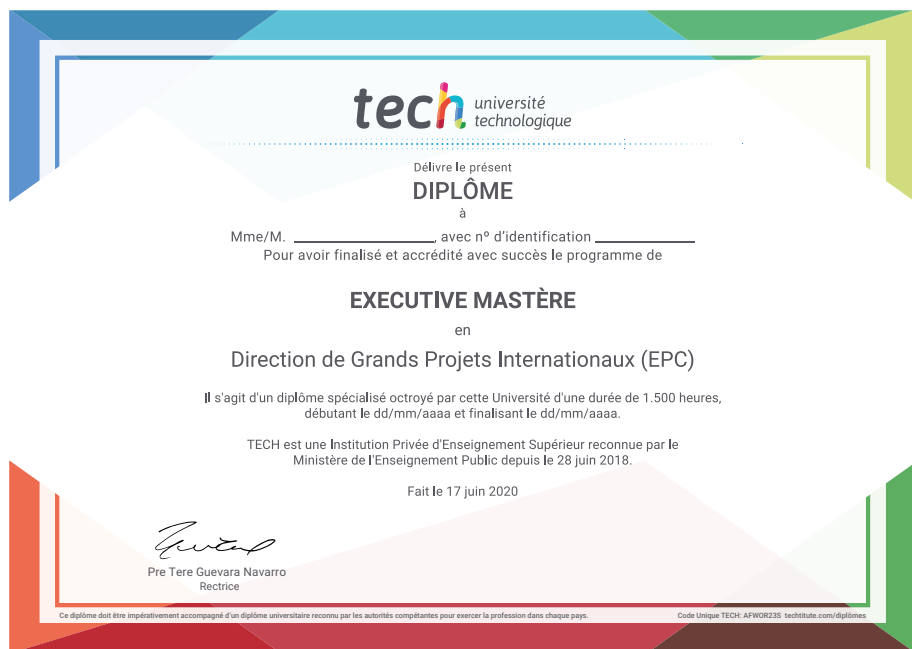 tech université
technologique
Délivre le présent
DIPLÔME
à
Mme/M. ____________, avec nº d'identification ____________
Pour avoir finalisé et accrédité avec succès le programme de
EXECUTIVE MASTÈRE
en
Direction de Grands Projets Internationaux (EPC)
Il s'agit d'un diplôme spécialisé octroyé par cette Université d'une durée de 1.500 heures,
débutant le dd/mm/aaaa et finalisant le dd/mm/aaaa.
TECH est une Institution Privée d'Enseignement Supérieur reconnue par le
Ministère de l'Enseignement Public depuis le 28 juin 2018.
Fait le 17 juin 2020
Pre Tere Guevara Navarro
Rectrice
Ce diplôme doit être impérativement accompagné d'un diplôme universitaire reconnu par les autorités compétantes pour exercer la profession dans chaque pays.
Code Unique TECH: AFWOR23S techtitute.com/diplômes